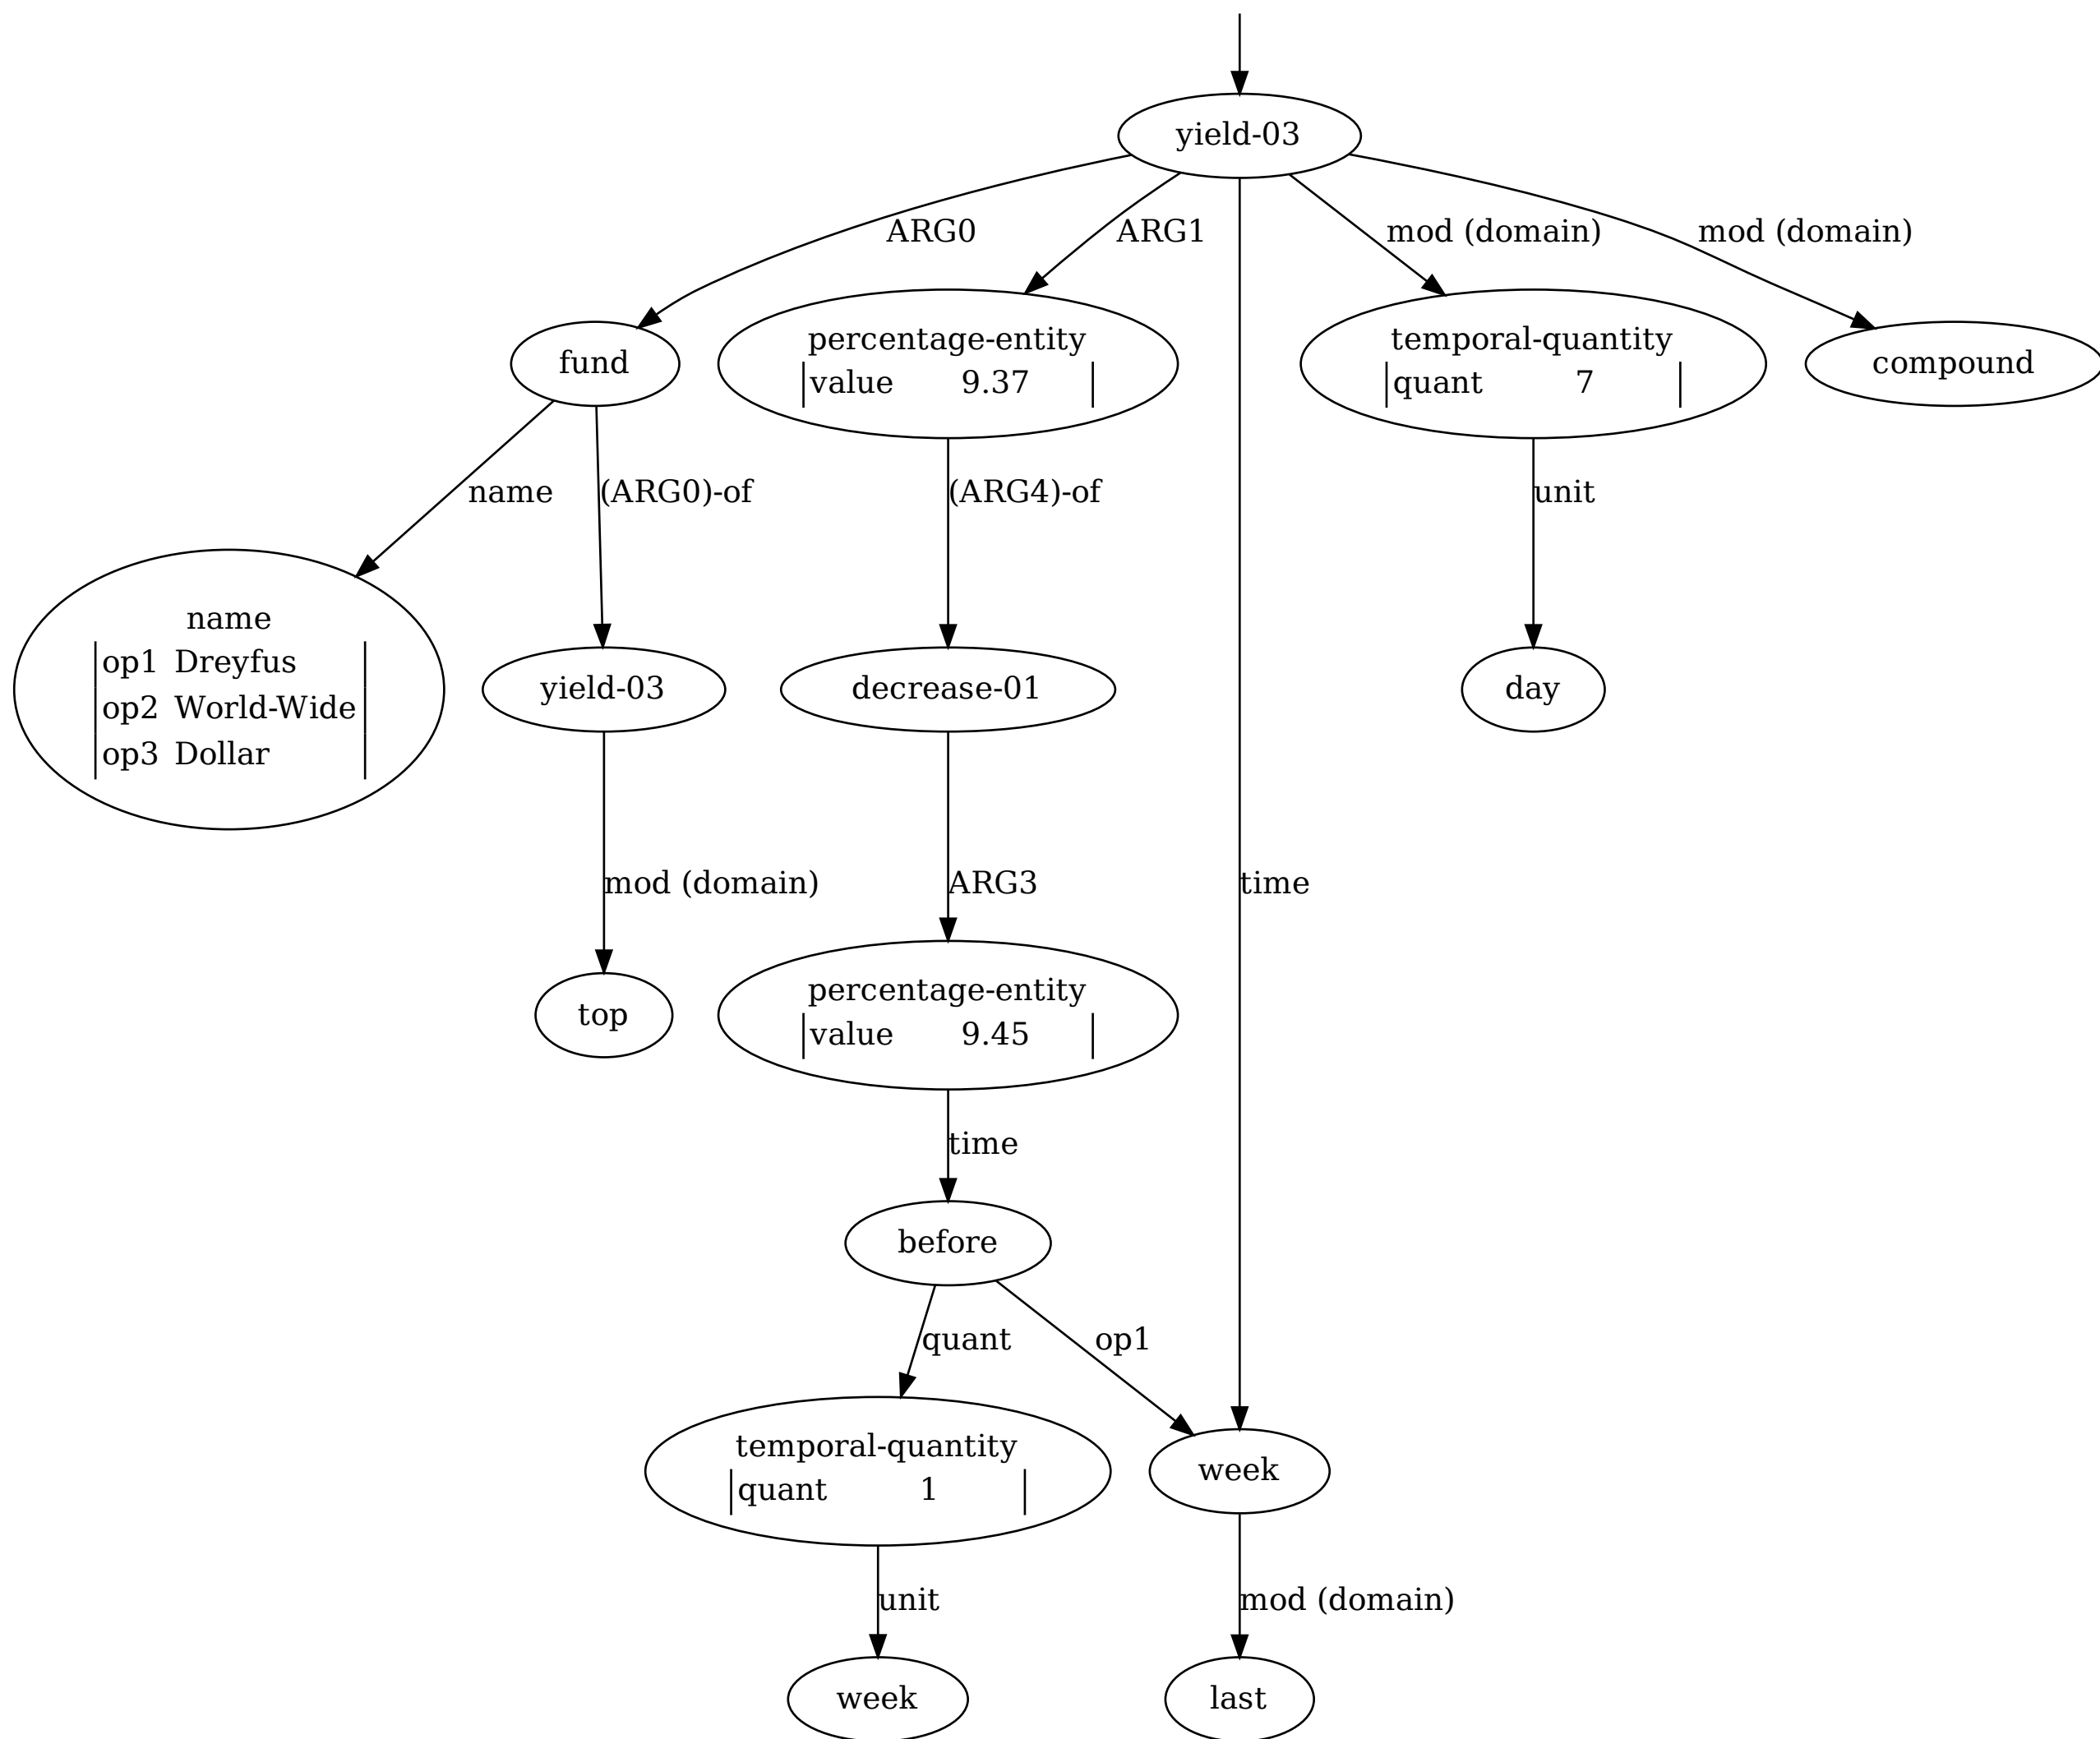 yield-03
ARG0
ARG1
mod (domain)
mod (domain)
fund
percentage-entity
value 9.37
temporal-quantity
quant 7
compound
name
(ARG0)-of
(ARG4)-of
unit
name
op1 Dreyfus
op2 World-Wide
op3 Dollar
yield-03
decrease-01
day
mod (domain)
ARG3
time
top
percentage-entity
value 9.45
time
before
quant
op1
temporal-quantity
quant 1
week
unit
mod (domain)
week
last